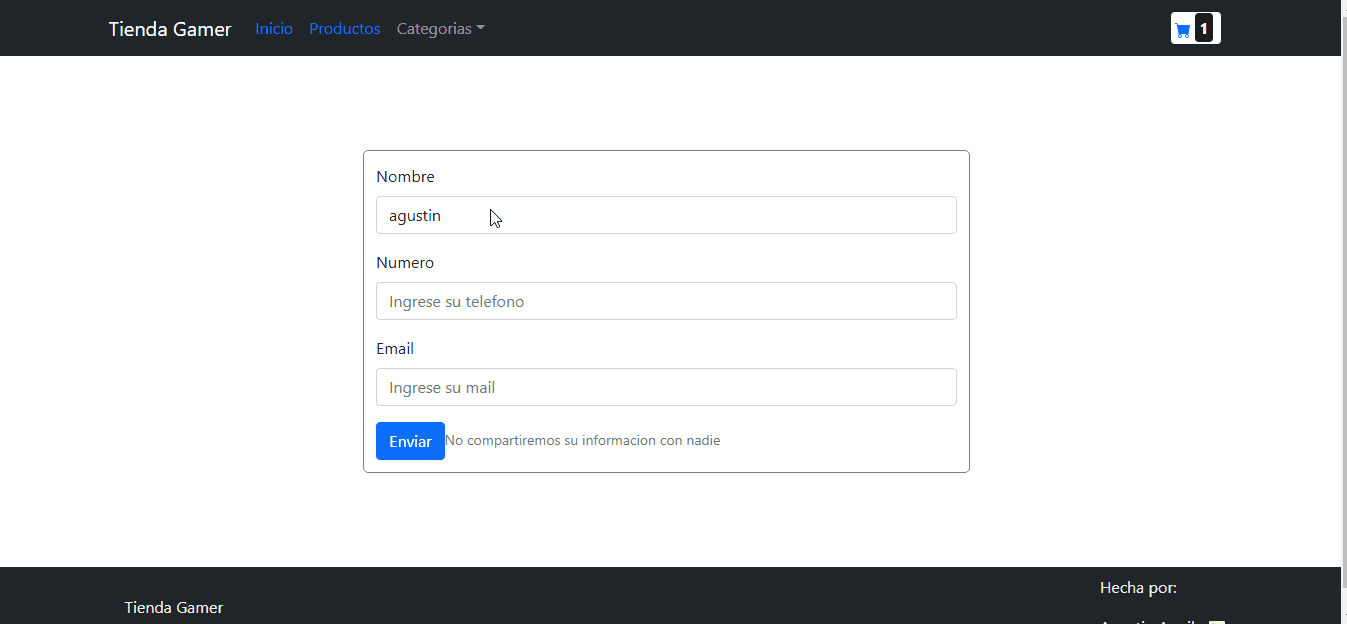 Tienda Gamer Inicio Productos Categorias 1
Nombre
agustin
Numero
Ingrese su telefono
Email
Ingrese su mail
Enviar No compartiremos su informacion con nadie
Hecha por:
Tienda Gamer